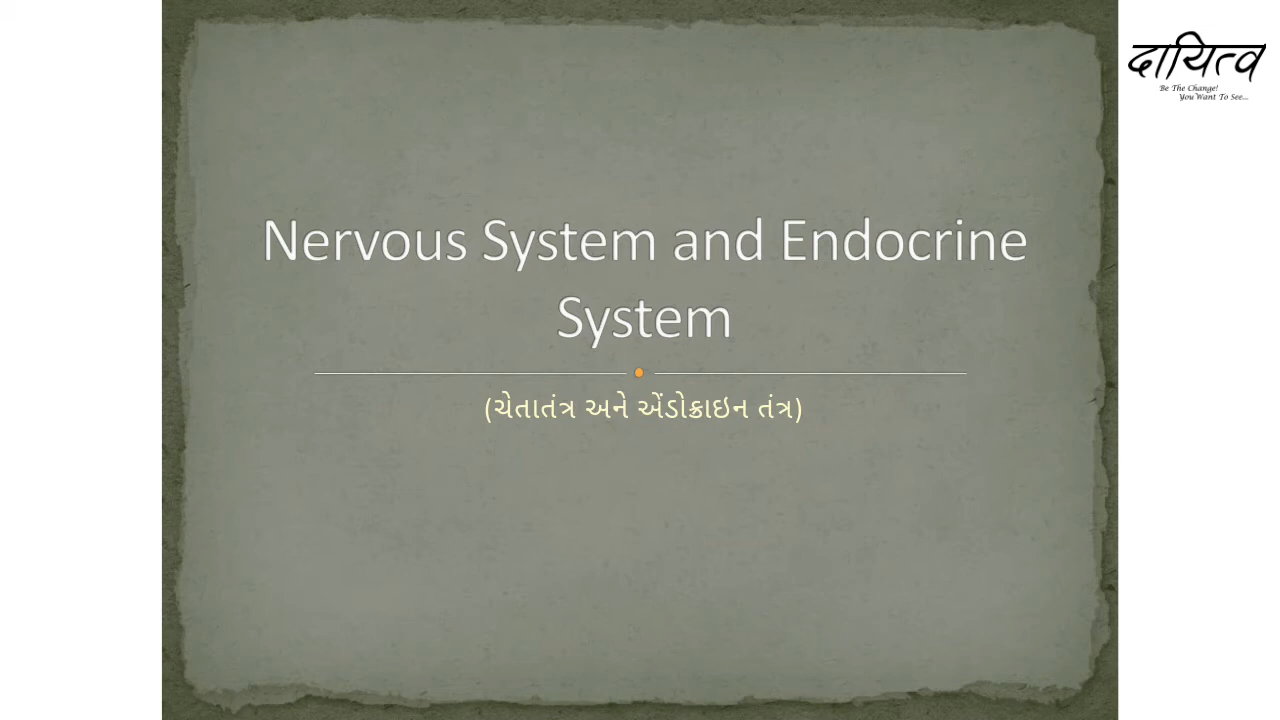 दायित्व
Be The Change!
You Want To See...
Nervous System and Endocrine
System
(ચેતાતંત્ર અને એંડોક્રાઇન તંત્ર)